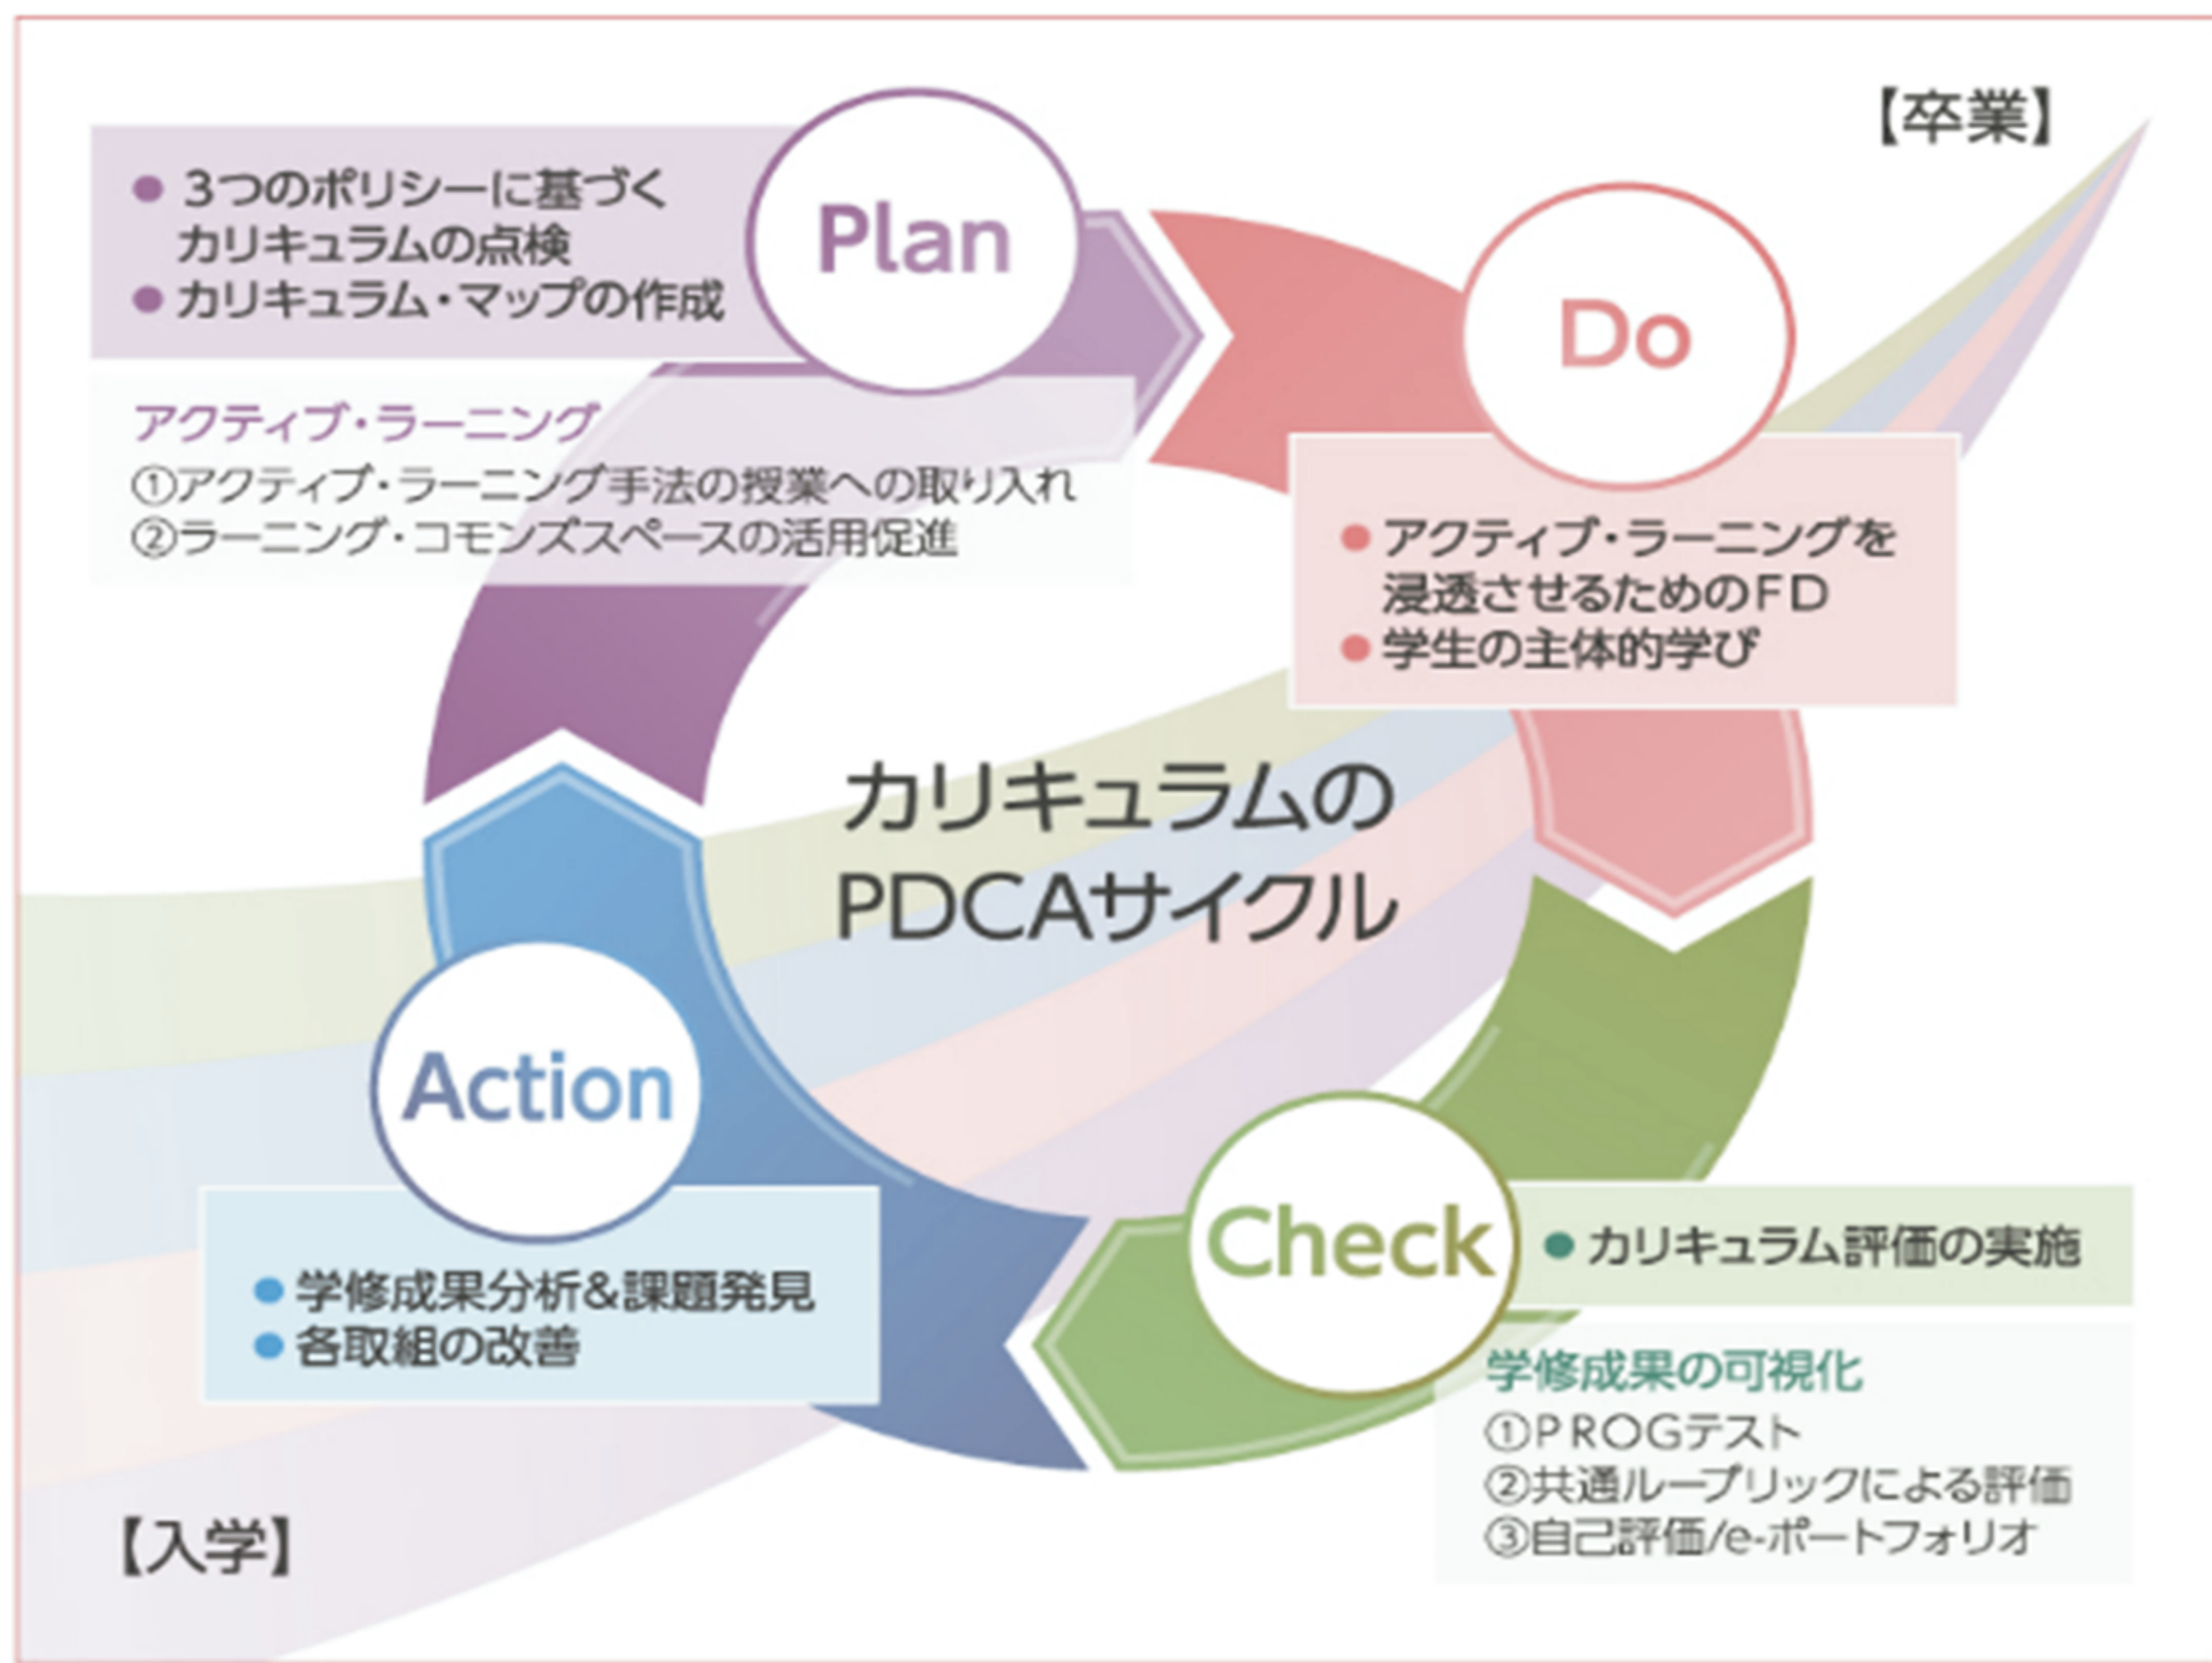 【卒業】
Plan
● 3つのポリシーに基づく
カリキュラムの点検
● カリキュラム・マップの作成
アクティブ・ラーニング
①アクティブ・ラーニング手法の授業への取り入れ
②ラーニング・コモンズスペースの活用促進
Do
● アクティブ・ラーニングを
浸透させるためのFD
● 学生の主体的学び
カリキュラムの
PDCAサイクル
Action
● 学修成果分析&課題発見
● 各取組の改善
Check
● カリキュラム評価の実施
学修成果の可視化
①PROGテスト
②共通ルーブリックによる評価
③自己評価/e-ポートフォリオ
【入学】